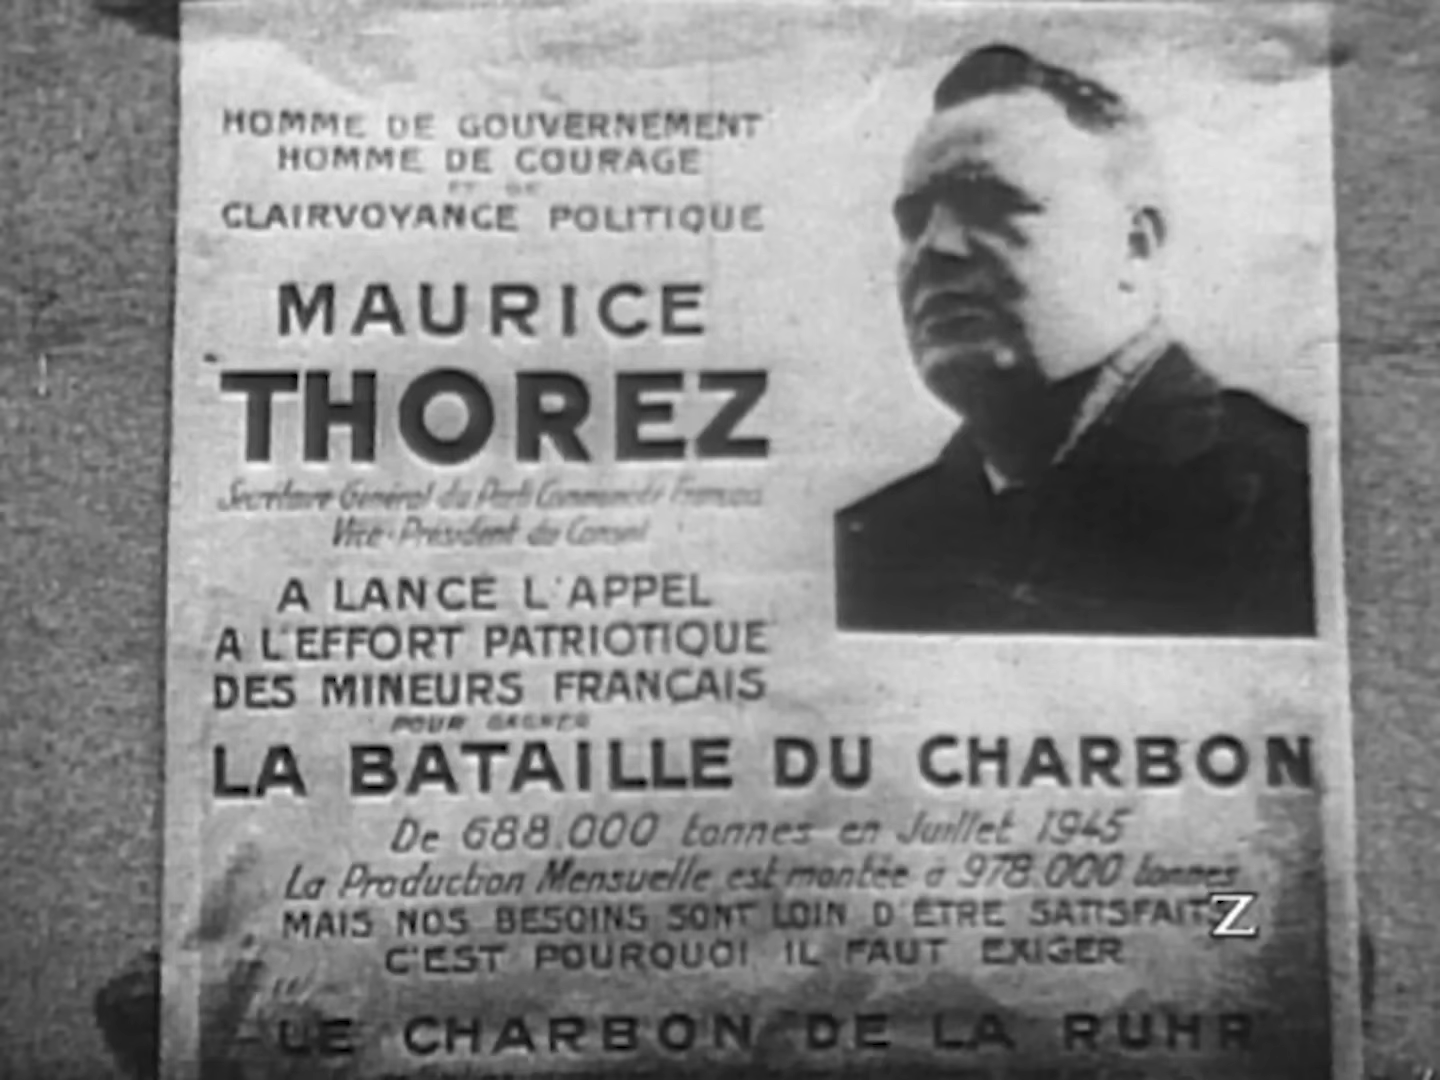 HOMME DE GOUVERNEMENT
HOMME DE COURAGE
ET DE
CLAIRVOYANCE POLITIQUE
MAURICE
THOREZ
Secrétaire Général du Parti Communiste Français
Vice-Président du Conseil
A LANCÉ L'APPEL
A L'EFFORT PATRIOTIQUE
DES MINEURS FRANÇAIS
POUR GAGNER
LA BATAILLE DU CHARBON
De 688.000 tonnes en Juillet 1945
La Production Mensuelle est montée à 978.000 tonnes
MAIS NOS BESOINS SONT LOIN D'ÊTRE SATISFAITS
Z
C'EST POURQUOI IL FAUT EXIGER
LE CHARBON DE LA RUHR